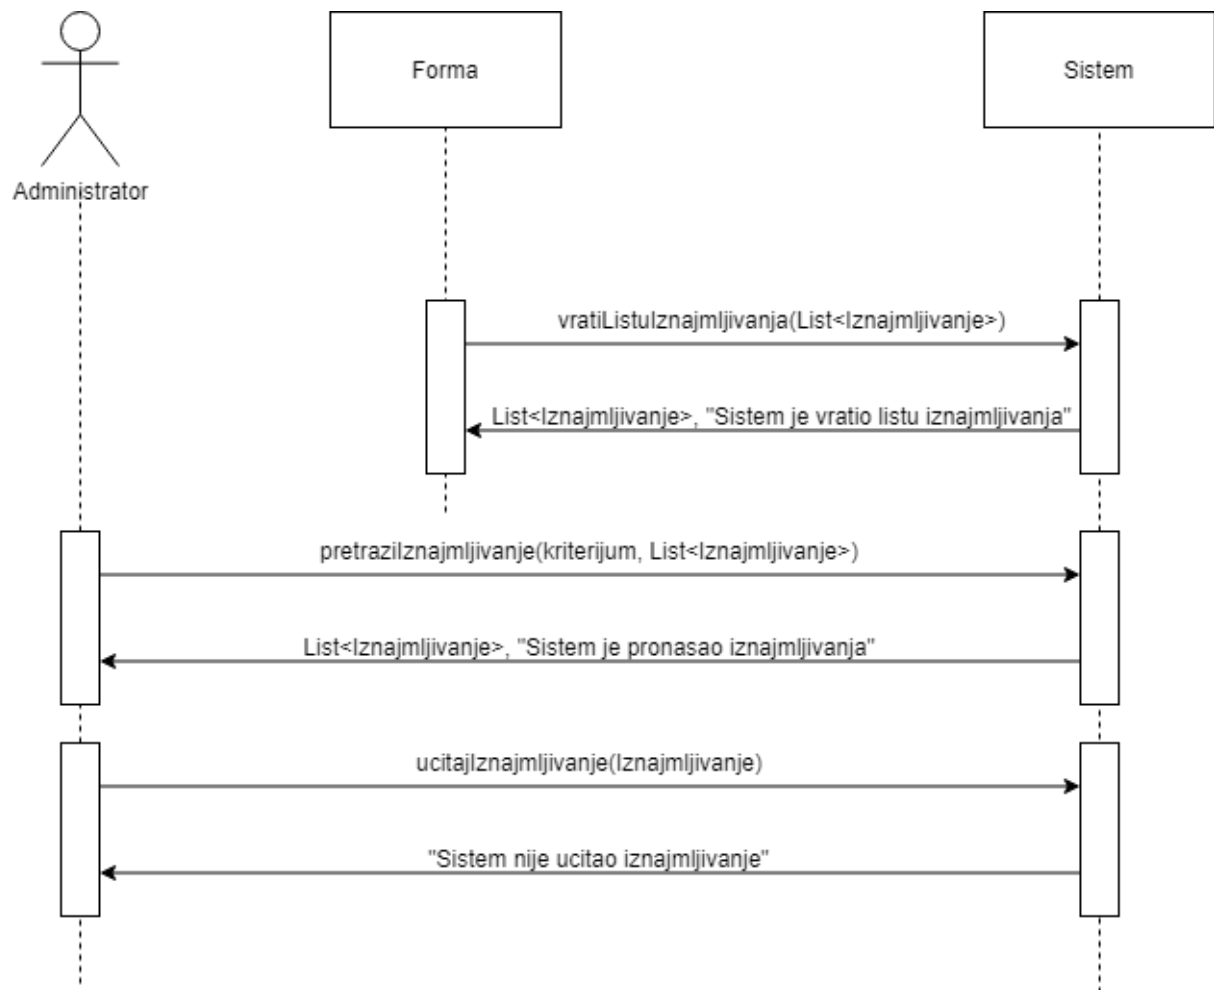 Forma
Sistem
Administrator
vratiListuIznajmljivanja(List<Iznajmljivanje>)
List<Iznajmljivanje>, "Sistem je vratio listu iznajmljivanja"
pretraziIznajmljivanje(kriterijum, List<Iznajmljivanje>)
List<Iznajmljivanje>, "Sistem je pronasao iznajmljivanja"
ucitajIznajmljivanje(Iznajmljivanje)
"Sistem nije ucitao iznajmljivanje"